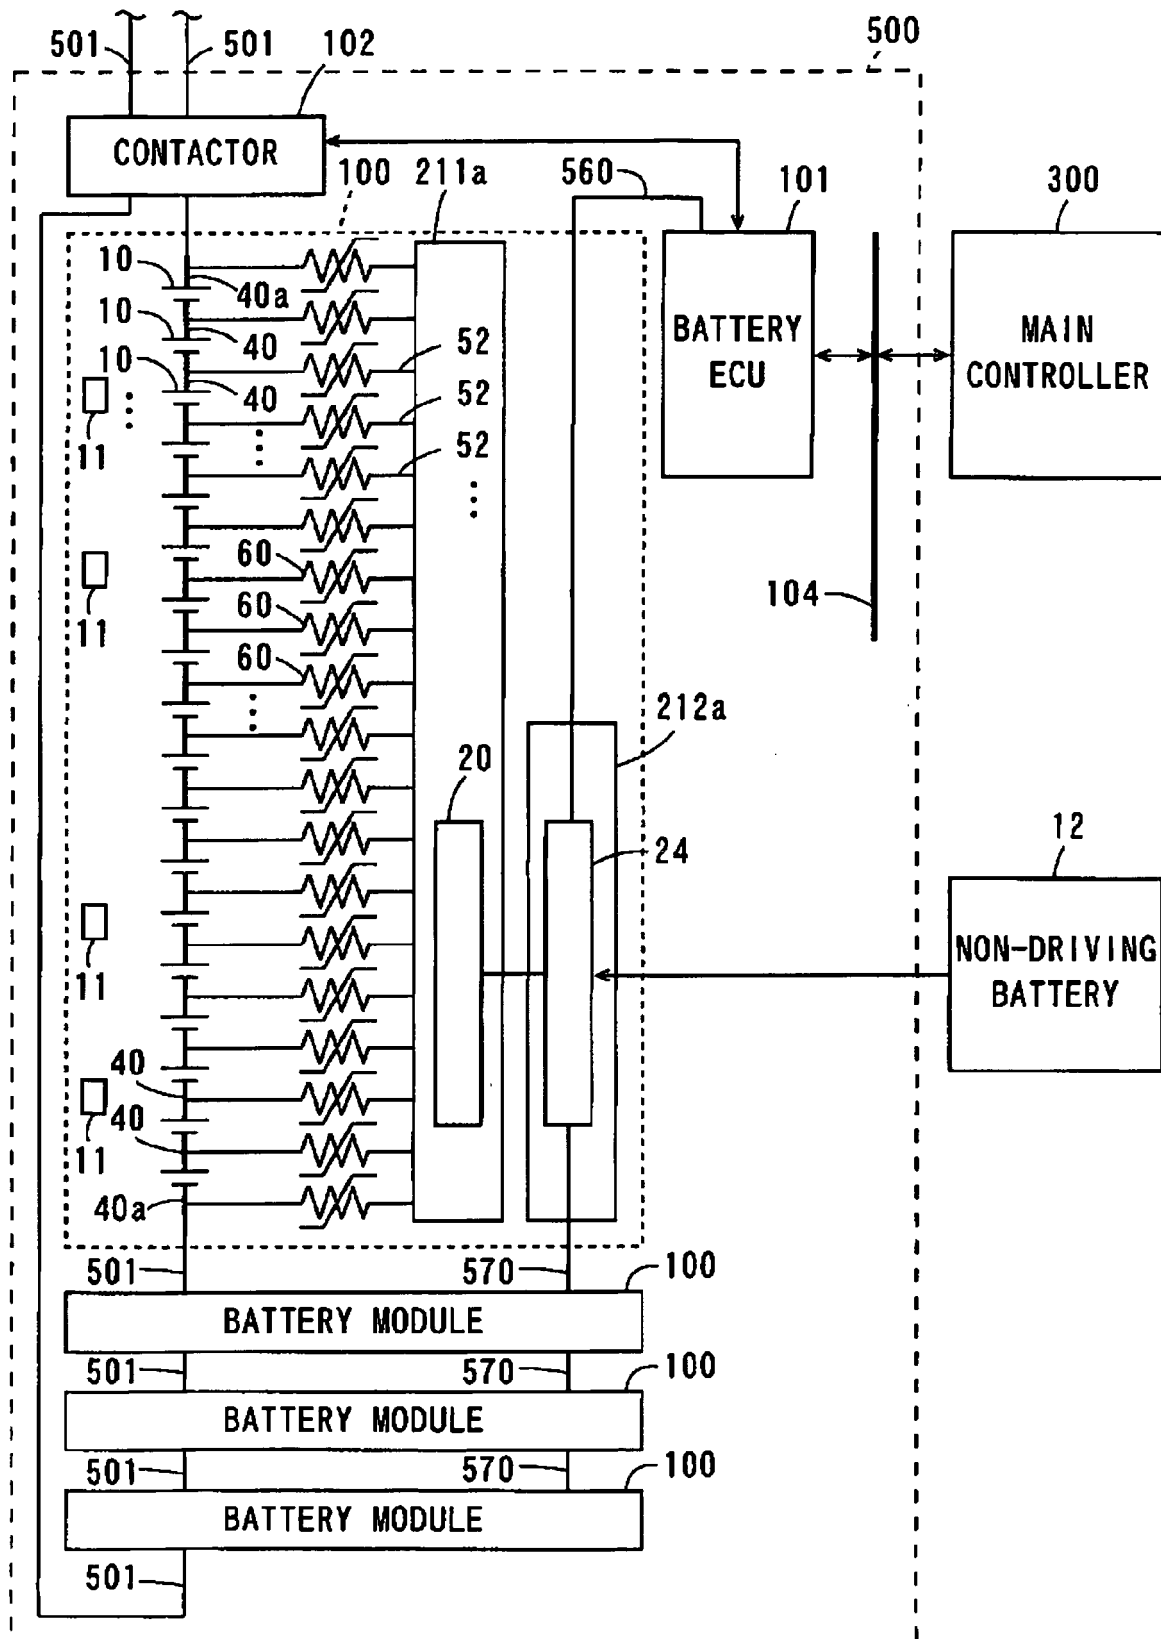 501
501
102
500
CONTACTOR
100
211a
560
101
300
10
40a
10
40
BATTERY
ECU
MAIN
CONTROLLER
10
40
52
11
52
52
60
11
60
104
60
212a
20
24
12
11
NON-DRIVING
BATTERY
40
40
11
40a
501
570
100
BATTERY MODULE
501
570
100
BATTERY MODULE
501
570
100
BATTERY MODULE
501